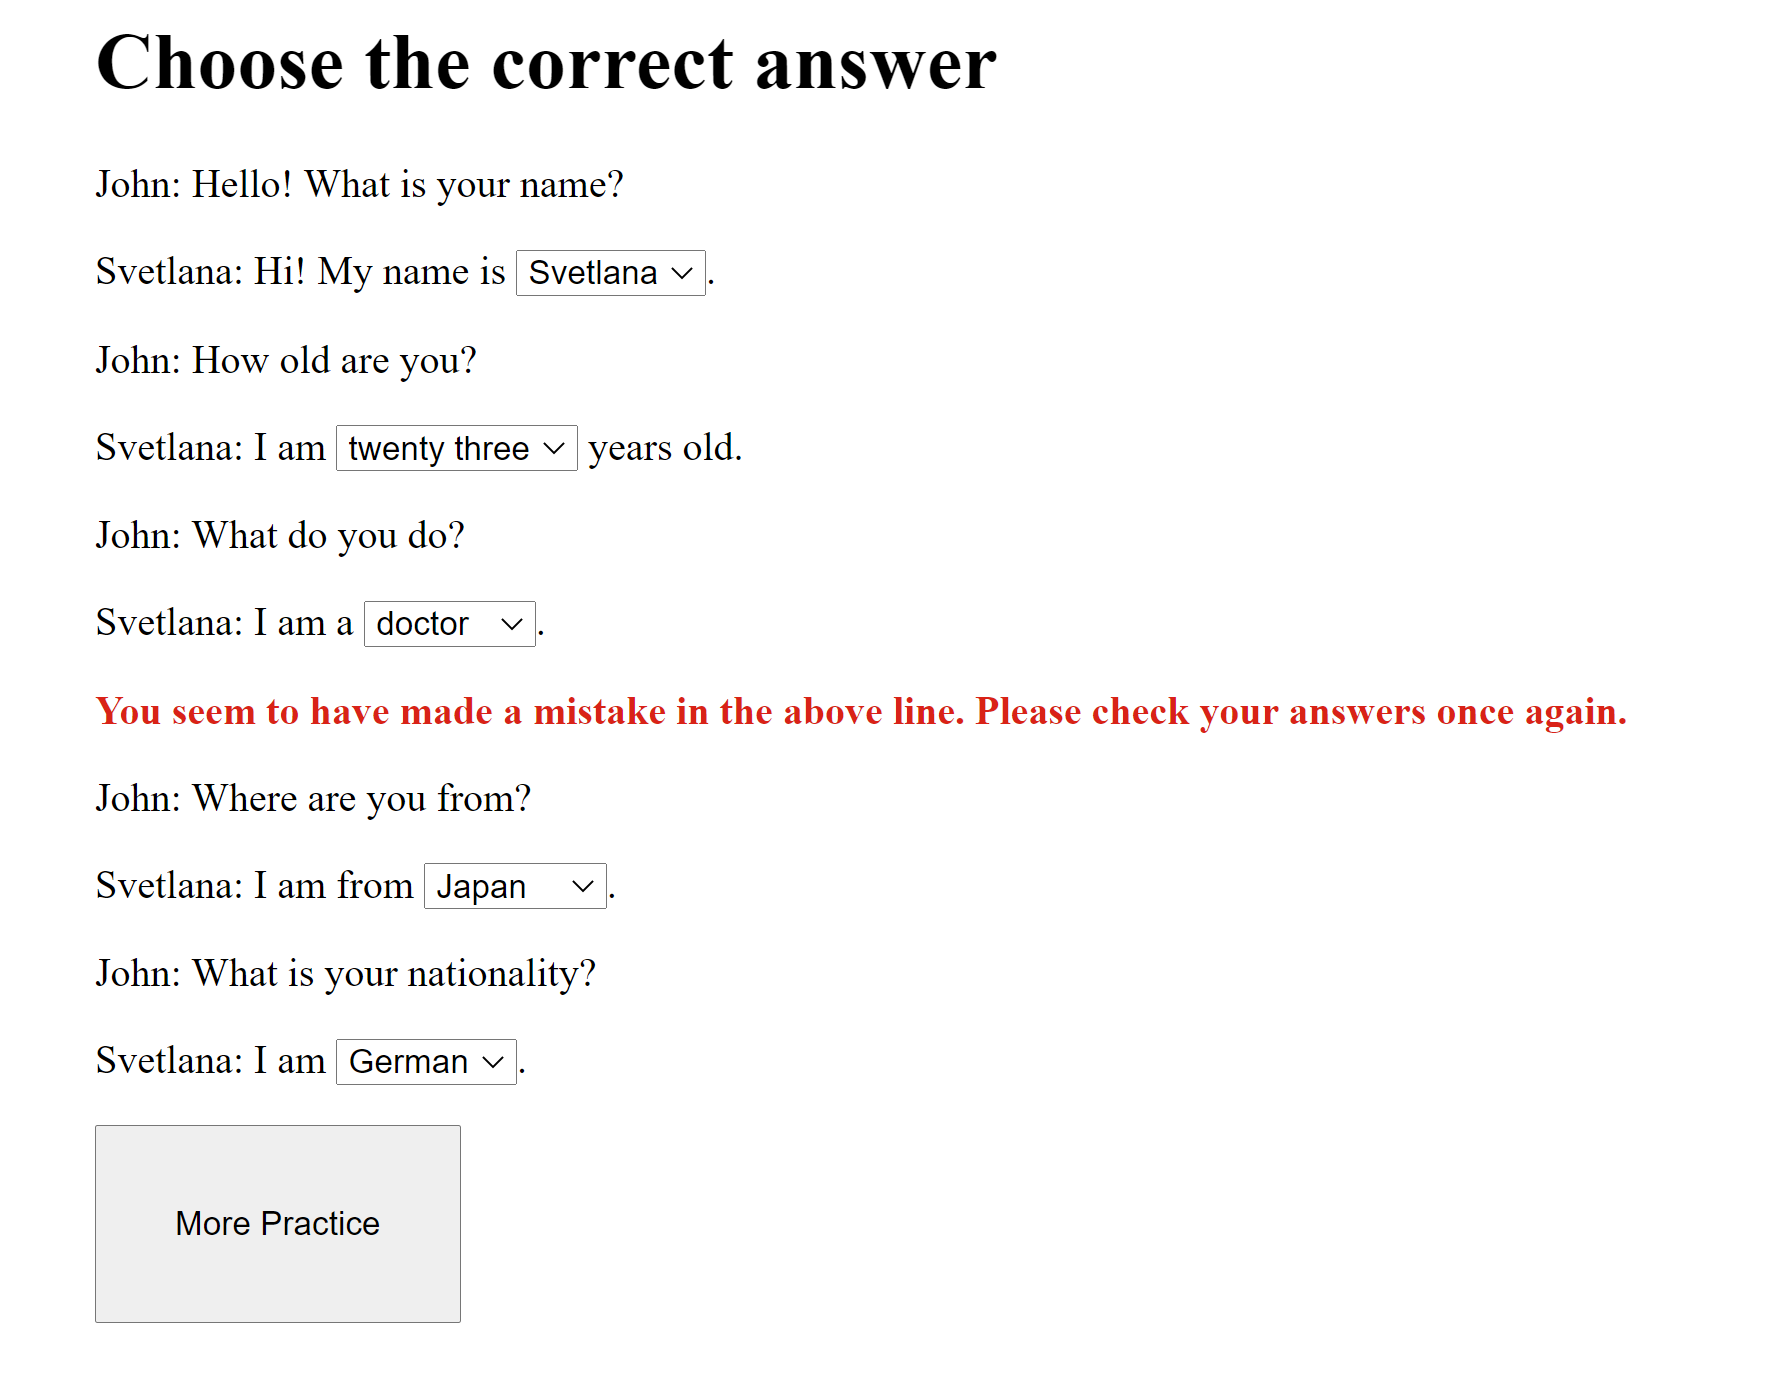 Choose the correct answer
John: Hello! What is your name?
Svetlana: Hi! My name is Svetlana.
John: How old are you?
Svetlana: I am twenty three years old.
John: What do you do?
Svetlana: I am a doctor.
You seem to have made a mistake in the above line. Please check your answers once again.
John: Where are you from?
Svetlana: I am from Japan.
John: What is your nationality?
Svetlana: I am German.
More Practice